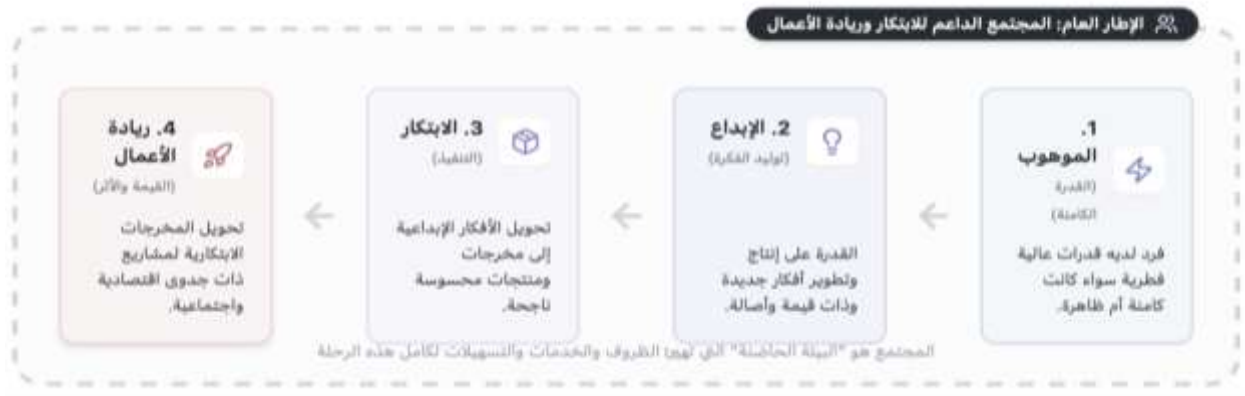 الإطار العام: المجتمع الداعم للابتكار وريادة الأعمال
1.
الموهوب
(القدرة
الكامنة)
فرد لديه قدرات عالية
فطرية سواء كانت
كامنة أم ظاهرة.
2. الإبداع
(توليد الفكرة)
القدرة على إنتاج
وتطوير أفكار جديدة
وذات قيمة وأصالة.
3. الابتكار
(التنفيذ)
تحويل الأفكار الإبداعية
إلى مخرجات
ومنتجات محسوسة
ناجحة.
4. ريادة
الأعمال
(القيمة والأثر)
تحويل المخرجات
الابتكارية لمشاريع
ذات جدوى اقتصادية
واجتماعية.
المجتمع هو "البيئة الحاضنة" التي تهيئ الظروف والخدمات والتسهيلات لكامل هذه الرحلة